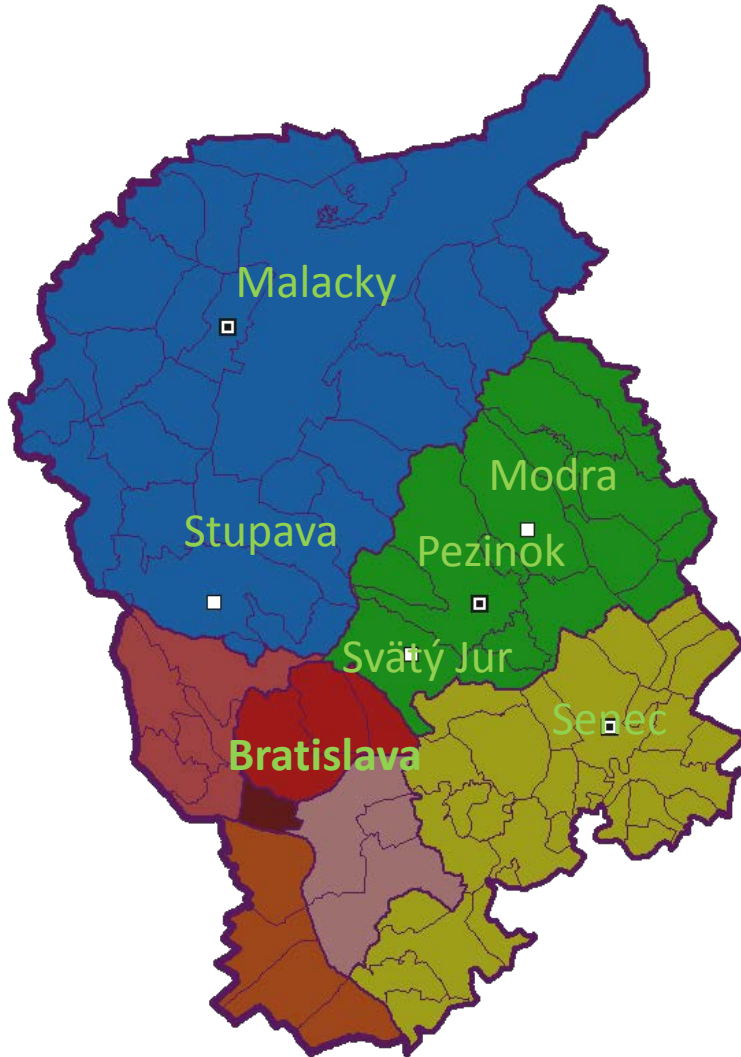 Malacky
Modra
Stupava
Pezinok
Svätý Jur
Senec
Bratislava